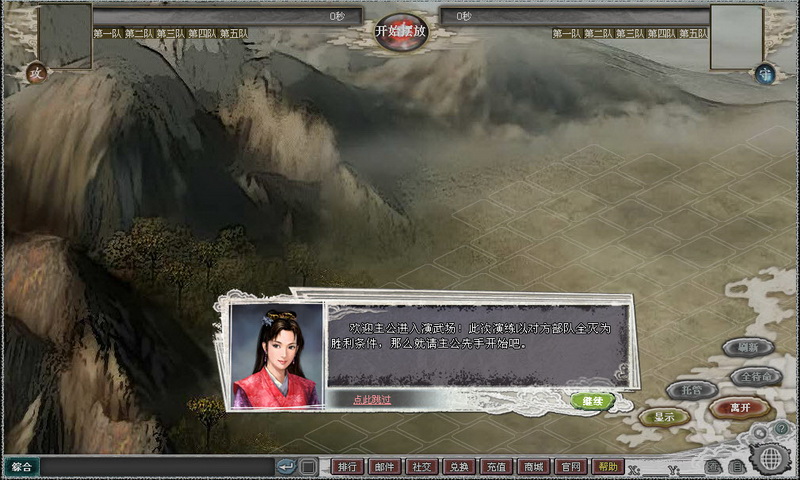 0秒
0秒
开始摆放
第一队 第二队 第三队 第四队 第五队
第一队 第二队 第三队 第四队 第五队
攻
守
欢迎主公进入演武场！此次演练以对方部队全灭为
胜利条件，那么就请主公先手开始吧。
点此跳过
继续
刷新
全待命
托管
显示
离开
?
綜合
排行 邮件 社交 兑换 充值 商城 官网 帮助
X: Y: